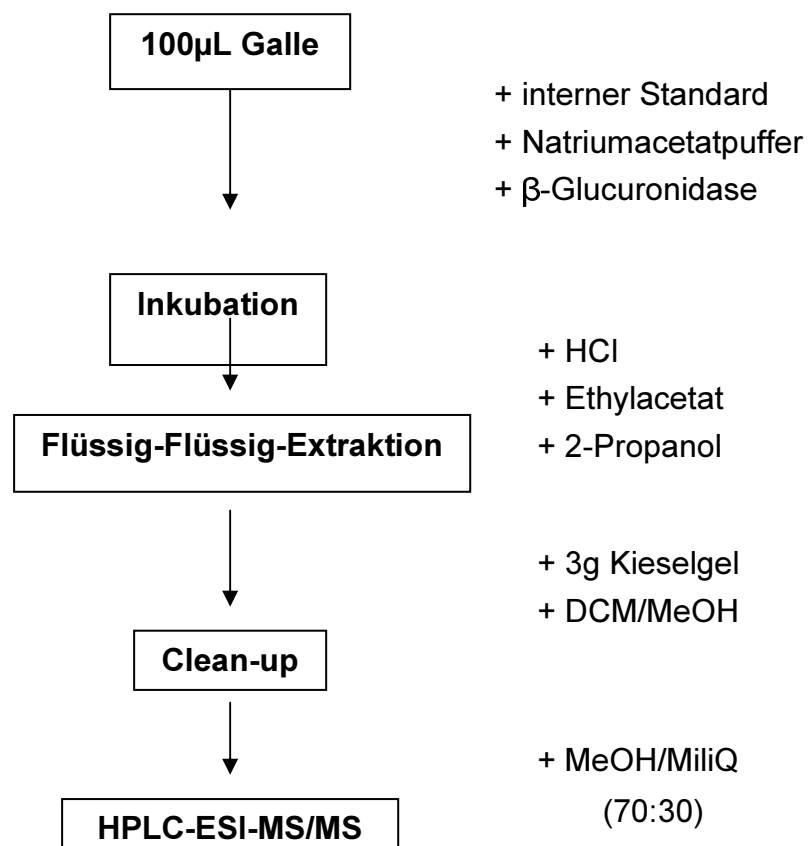 100µL Galle
+ interner Standard
+ Natriumacetatpuffer
+ β-Glucuronidase
Inkubation
+ HCl
+ Ethylacetat
+ 2-Propanol
Flüssig-Flüssig-Extraktion
+ 3g Kieselgel
+ DCM/MeOH
Clean-up
+ MeOH/MiliQ
(70:30)
HPLC-ESI-MS/MS